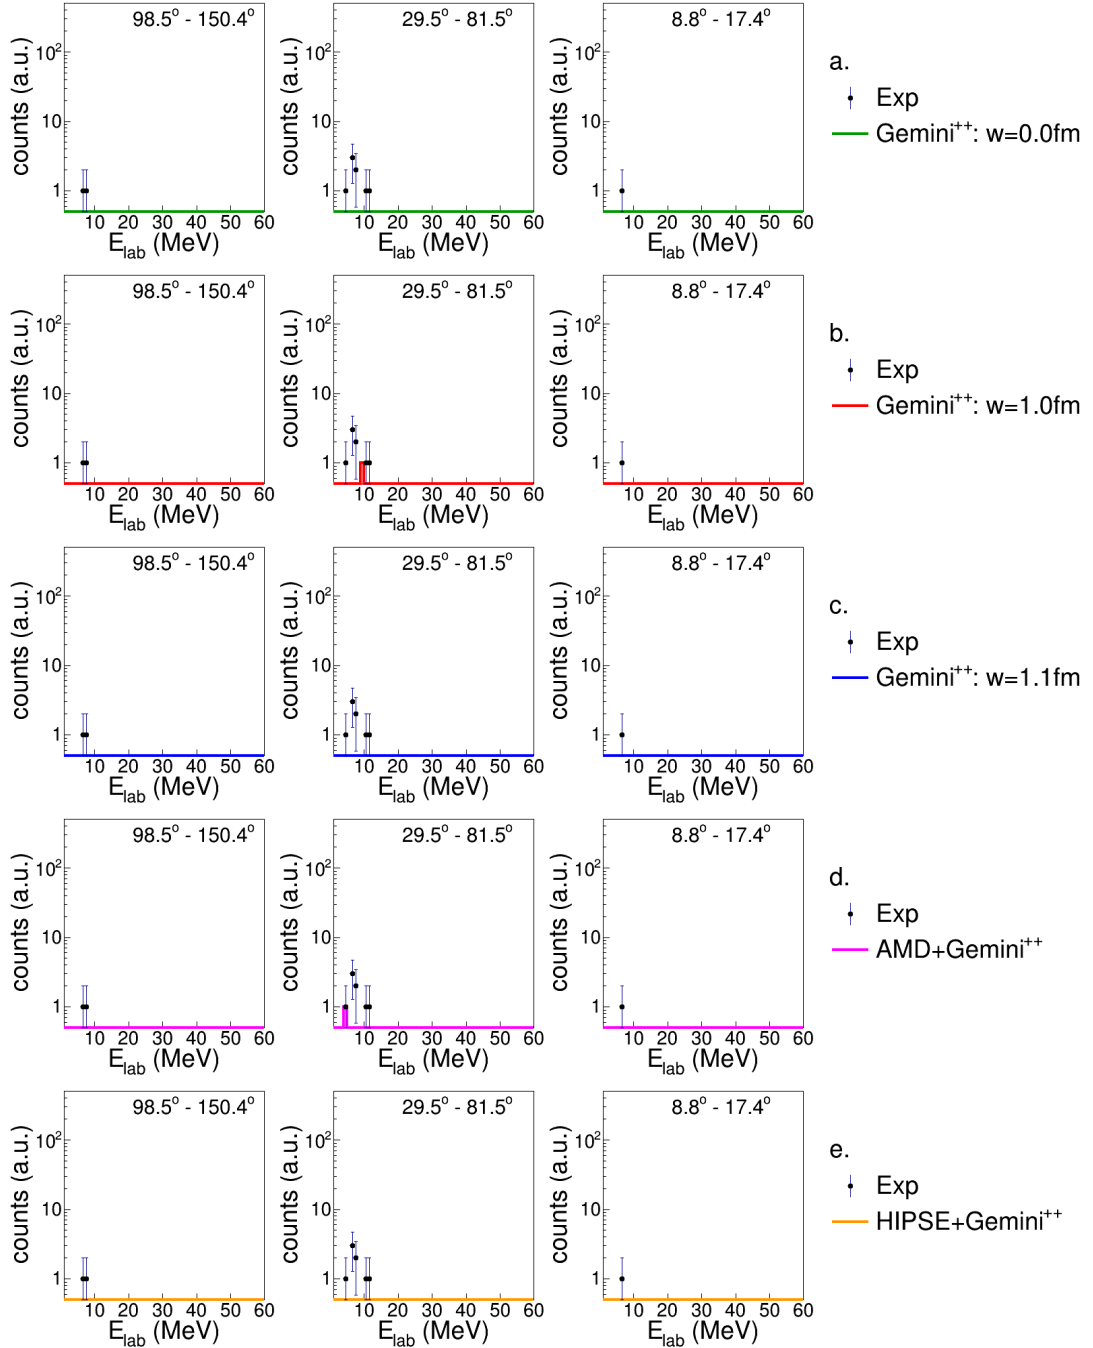 98.5° - 150.4°
29.5° - 81.5°
8.8° - 17.4°
counts (a.u.)
counts (a.u.)
counts (a.u.)
10²
10
1
10²
10
1
10²
10
1
10 20 30 40 50 60
10 20 30 40 50 60
10 20 30 40 50 60
E_lab (MeV)
E_lab (MeV)
E_lab (MeV)
a.
Exp
Gemini⁺⁺: w=0.0fm
98.5° - 150.4°
29.5° - 81.5°
8.8° - 17.4°
counts (a.u.)
counts (a.u.)
counts (a.u.)
10²
10
1
10²
10
1
10²
10
1
10 20 30 40 50 60
10 20 30 40 50 60
10 20 30 40 50 60
E_lab (MeV)
E_lab (MeV)
E_lab (MeV)
b.
Exp
Gemini⁺⁺: w=1.0fm
98.5° - 150.4°
29.5° - 81.5°
8.8° - 17.4°
counts (a.u.)
counts (a.u.)
counts (a.u.)
10²
10
1
10²
10
1
10²
10
1
10 20 30 40 50 60
10 20 30 40 50 60
10 20 30 40 50 60
E_lab (MeV)
E_lab (MeV)
E_lab (MeV)
c.
Exp
Gemini⁺⁺: w=1.1fm
98.5° - 150.4°
29.5° - 81.5°
8.8° - 17.4°
counts (a.u.)
counts (a.u.)
counts (a.u.)
10²
10
1
10²
10
1
10²
10
1
10 20 30 40 50 60
10 20 30 40 50 60
10 20 30 40 50 60
E_lab (MeV)
E_lab (MeV)
E_lab (MeV)
d.
Exp
AMD+Gemini⁺⁺
98.5° - 150.4°
29.5° - 81.5°
8.8° - 17.4°
counts (a.u.)
counts (a.u.)
counts (a.u.)
10²
10
1
10²
10
1
10²
10
1
10 20 30 40 50 60
10 20 30 40 50 60
10 20 30 40 50 60
E_lab (MeV)
E_lab (MeV)
E_lab (MeV)
e.
Exp
HIPSE+Gemini⁺⁺